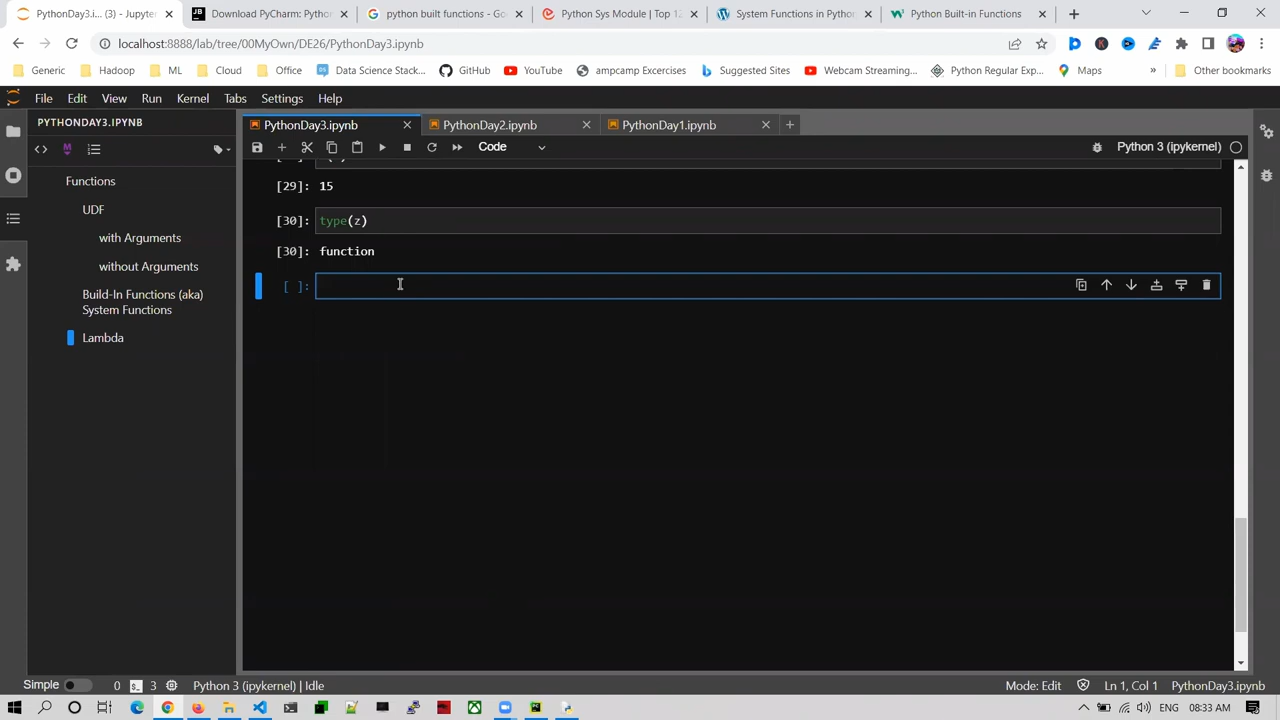 PythonDay3.i... (3) - Jupyter
Download PyCharm: Python
python built functions - Goo
Python Sys Module | Top 12
System Functions in Python
Python Built-in Functions
localhost:8888/lab/tree/00MyOwn/DE26/PythonDay3.ipynb
Generic
Hadoop
ML
Cloud
Office
Data Science Stack...
GitHub
YouTube
ampcamp Excercises
Suggested Sites
Webcam Streaming...
Python Regular Exp...
Maps
»
Other bookmarks
File Edit View Run Kernel Tabs Settings Help
PYTHONDAY3.IPYNB
Functions
UDF
with Arguments
without Arguments
Build-In Functions (aka)
System Functions
Lambda
PythonDay3.ipynb
PythonDay2.ipynb
PythonDay1.ipynb
Code
Python 3 (ipykernel)
[29]: 15
[30]: type(z)
[30]: function
[ ]:
Simple
0
3
Python 3 (ipykernel) | Idle
Mode: Edit
Ln 1, Col 1
PythonDay3.ipynb
ENG
08:33 AM